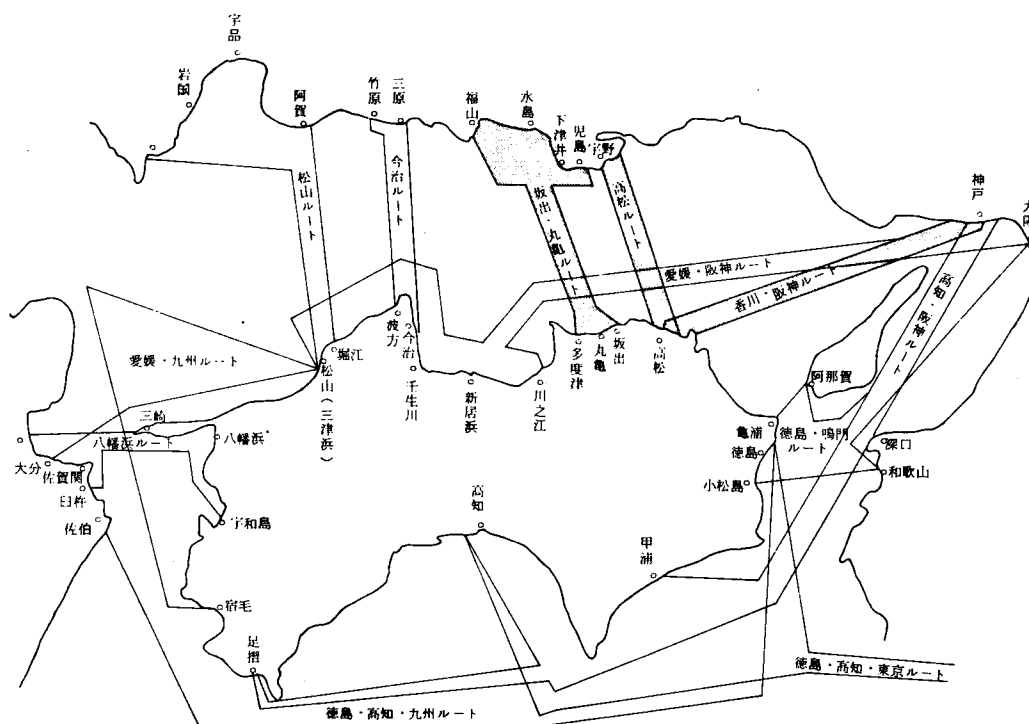 宇品
岩国
阿賀
竹原
三原
福山
水島
下津井
児島
宇野
神戸
大阪
松山ルート
今治ルート
坂出・丸亀ルート
高松ルート
愛媛・阪神ルート
香川・阪神ルート
高知・阪神ルート
愛媛・九州ルート
堀江
松山(三津浜)
波方
今治
壬生川
新居浜
川之江
多度津
丸亀
坂出
高松
阿那賀
三崎
八幡浜ルート
八幡浜
大分
佐賀関
臼杵
佐伯
宇和島
宿毛
足摺
高知
甲浦
亀浦
徳島
小松島
徳島・鳴門
ルート
深日
和歌山
徳島・高知・東京ルート
徳島・高知・九州ルート